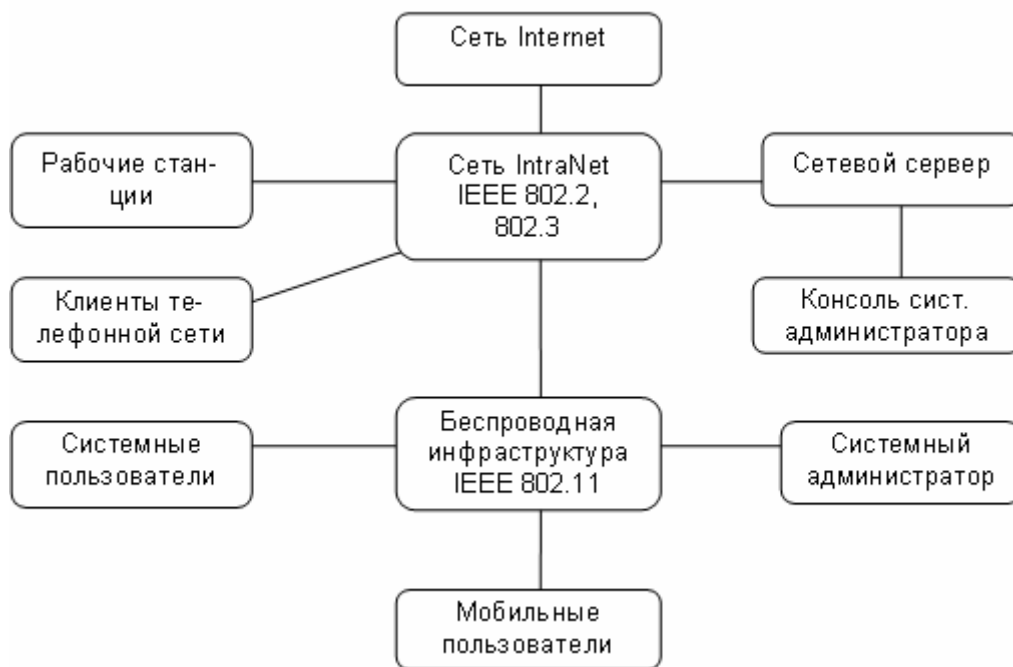 Сеть Internet
Рабочие стан-
ции
Сеть IntraNet
IEEE 802.2,
802.3
Сетевой сервер
Клиенты те-
лефонной сети
Консоль сист.
администратора
Системные
пользователи
Беспроводная
инфраструктура
IEEE 802.11
Системный
администратор
Мобильные
пользователи